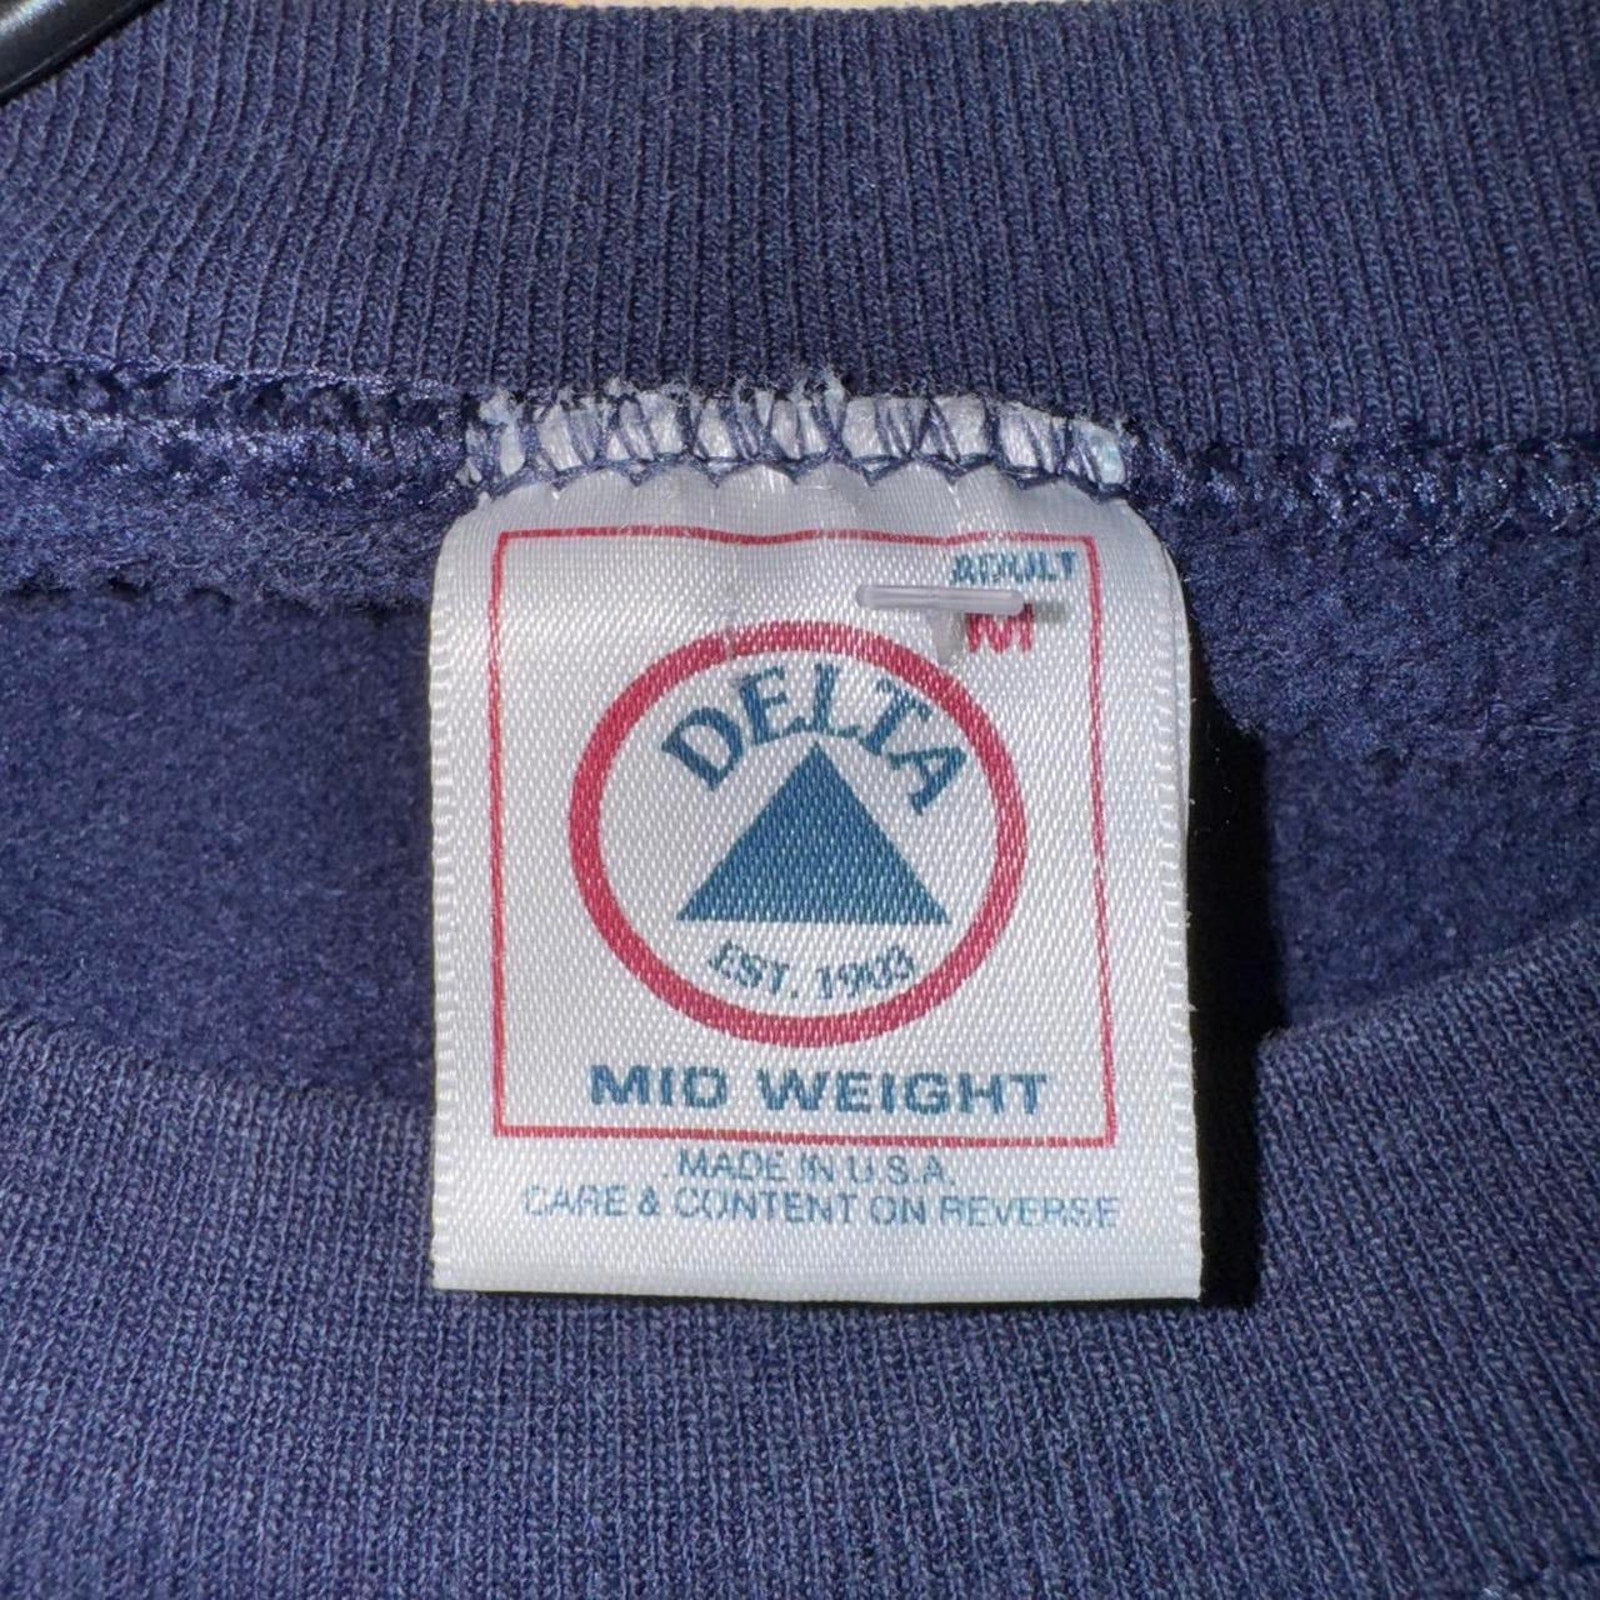 ADULT
M
DELTA
EST. 1903
MID WEIGHT
MADE IN U.S.A.
CARE & CONTENT ON REVERSE